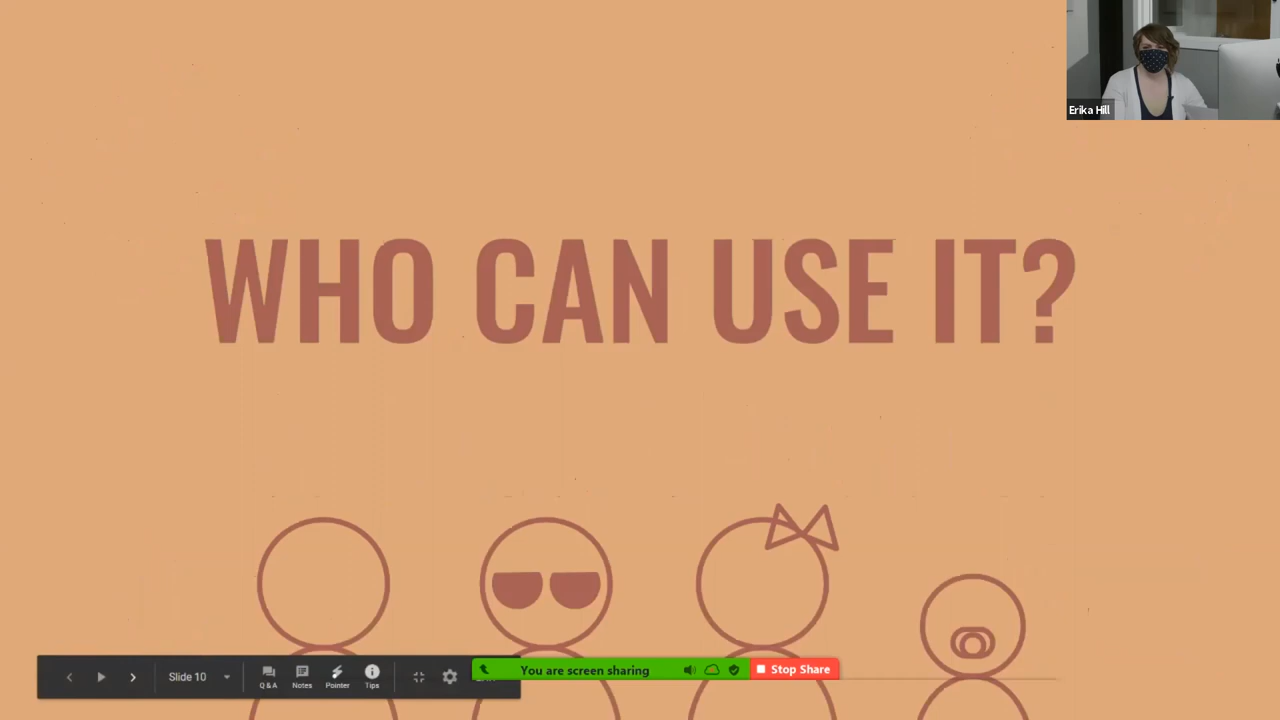 Erika Hill
WHO CAN USE IT?
Slide 10
Q & A
Notes
Pointer
Tips
You are screen sharing
Stop Share